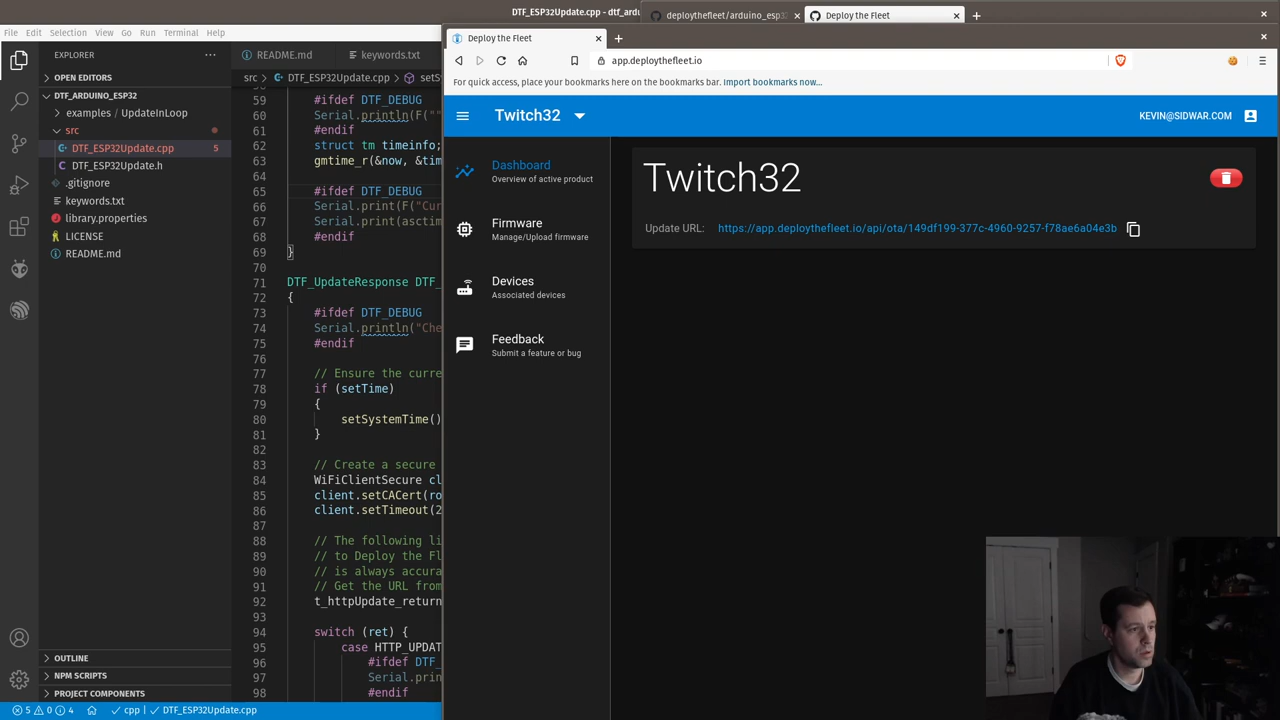 DTF_ESP32Update.cpp - dtf_ardu
deploythefleet/arduino_esp3
Deploy the Fleet
File Edit Selection View Go Run Terminal Help
EXPLORER
OPEN EDITORS
DTF_ARDUINO_ESP32
examples / UpdateInLoop
src
DTF_ESP32Update.cpp 5
DTF_ESP32Update.h
.gitignore
keywords.txt
library.properties
LICENSE
README.md
OUTLINE
NPM SCRIPTS
PROJECT COMPONENTS
5 0 4 cpp | DTF_ESP32Update.cpp
README.md keywords.txt
src > DTF_ESP32Update.cpp > setS
59 #ifdef DTF_DEBUG
60 Serial.println(F(""
61 #endif
62 struct tm timeinfo;
63 gmtime_r(&now, &tim
64
65 #ifdef DTF_DEBUG
66 Serial.print(F("Cur
67 Serial.print(asctim
68 #endif
69 }
70
71 DTF_UpdateResponse DTF_
72 {
73 #ifdef DTF_DEBUG
74 Serial.println("Che
75 #endif
76
77 // Ensure the curre
78 if (setTime)
79 {
80 setSystemTime()
81 }
82
83 // Create a secure
84 WiFiClientSecure cl
85 client.setCACert(ro
86 client.setTimeout(2
87
88 // The following li
89 // to Deploy the Fl
90 // is always accura
91 // Get the URL from
92 t_httpUpdate_return
93
94 switch (ret) {
95 case HTTP_UPDAT
96 #ifdef DTF_
97 Serial.prin
98 #endif
Deploy the Fleet
app.deploythefleet.io
For quick access, place your bookmarks here on the bookmarks bar. Import bookmarks now...
Twitch32
KEVIN@SIDWAR.COM
Dashboard
Overview of active product
Firmware
Manage/Upload firmware
Devices
Associated devices
Feedback
Submit a feature or bug
Twitch32
Update URL: https://app.deploythefleet.io/api/ota/149df199-377c-4960-9257-f78ae6a04e3b